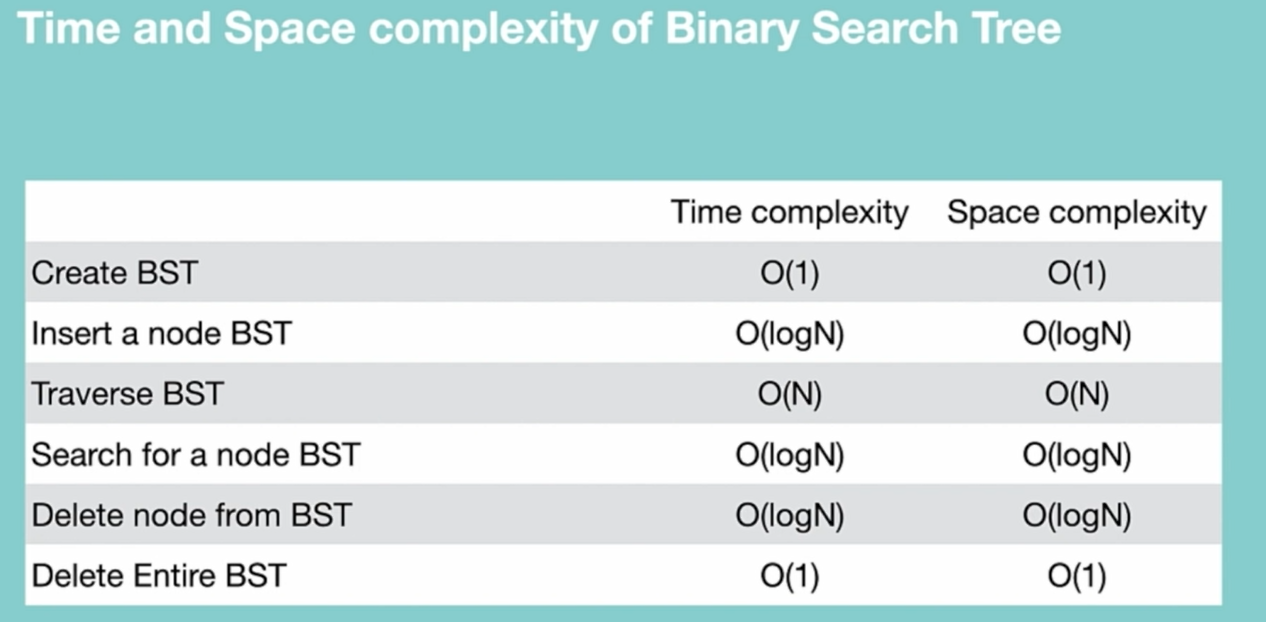 Time and Space complexity of Binary Search Tree
Time complexity Space complexity
Create BST O(1) O(1)
Insert a node BST O(logN) O(logN)
Traverse BST O(N) O(N)
Search for a node BST O(logN) O(logN)
Delete node from BST O(logN) O(logN)
Delete Entire BST O(1) O(1)